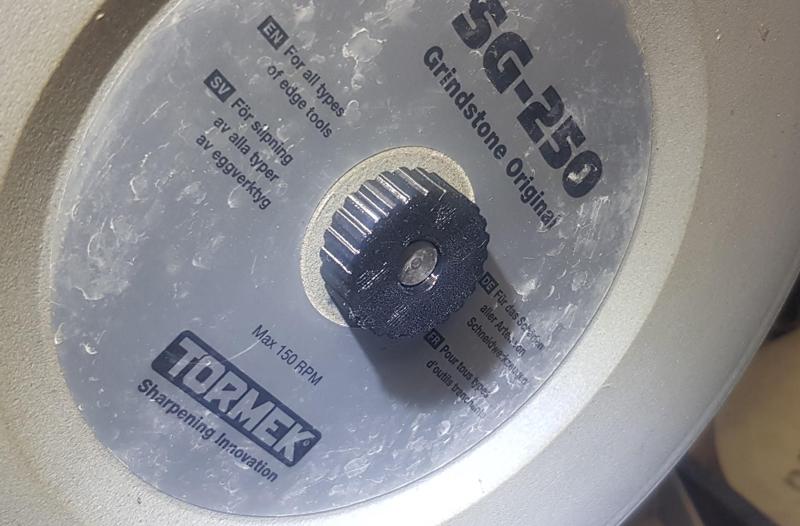 SG-250
Grindstone Original
EN For all types
of edge tools
SV För slipning
av alla typer
av eggverktyg
DE Für das Schleifen
aller Arten von
FR Pour tous types
d'outils
Max 150 RPM
TORMEK
Sharpening Innovation